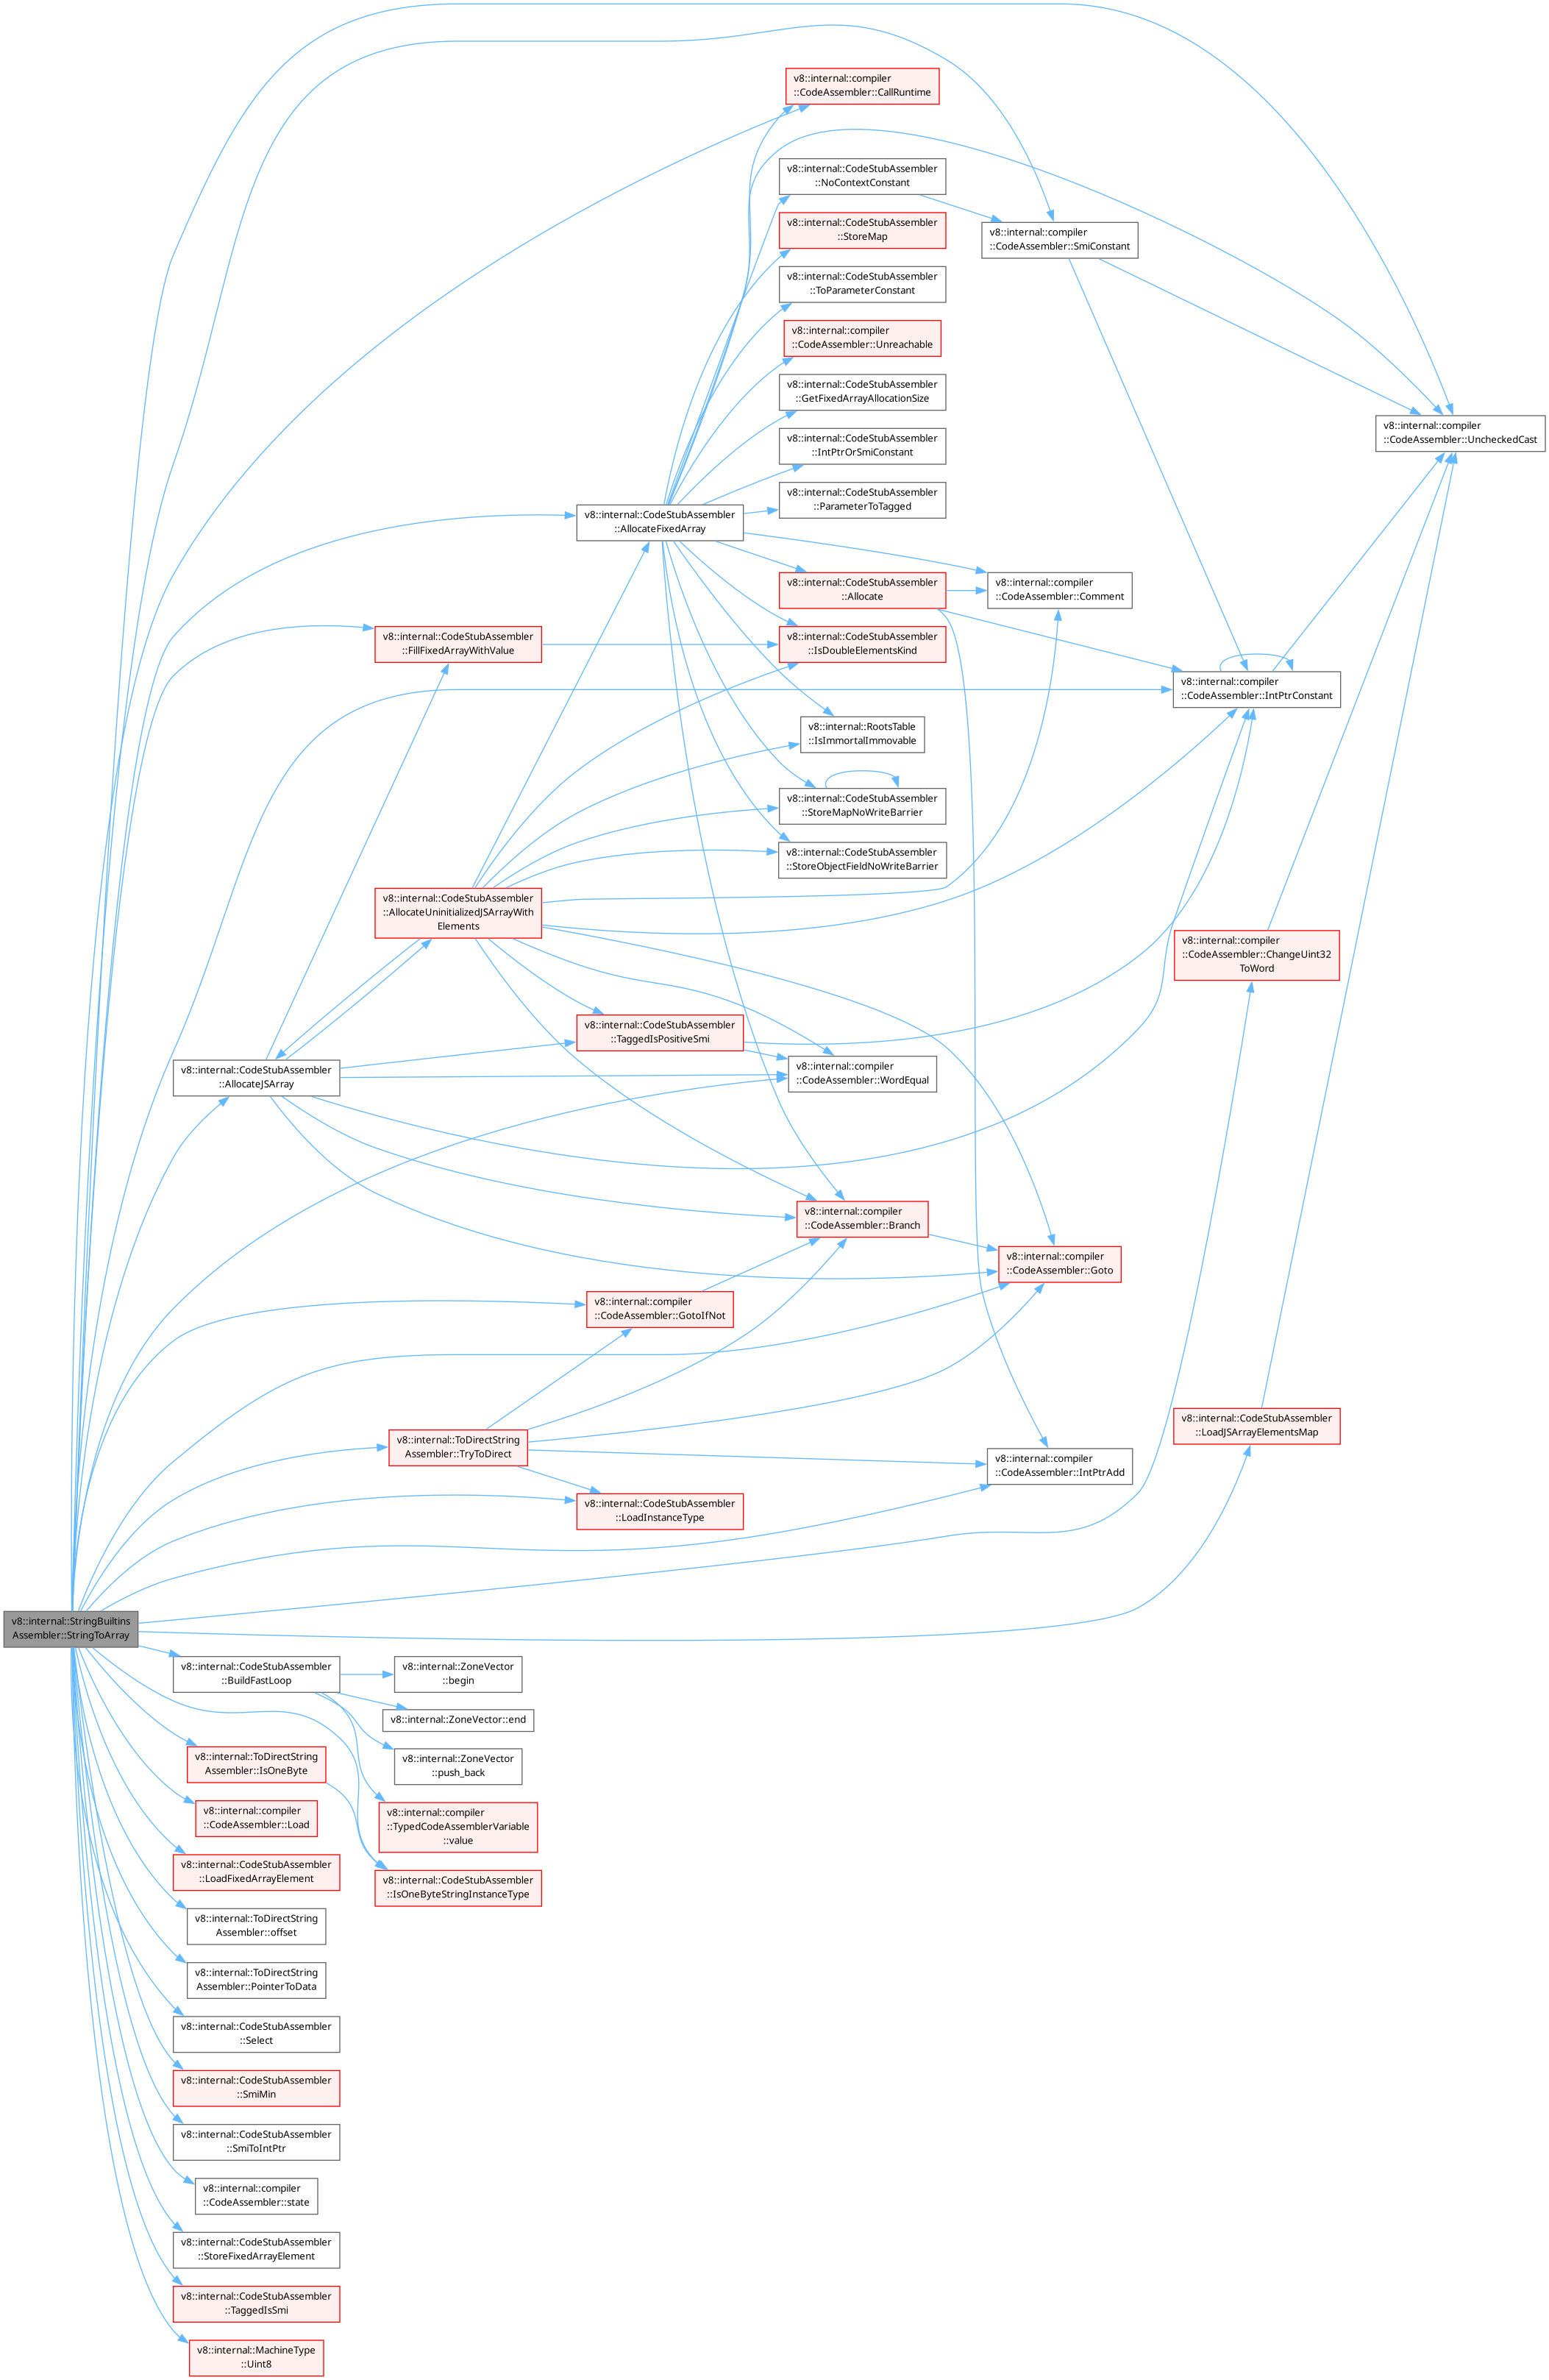 v8::internal::compiler
::CodeAssembler::CallRuntime
v8::internal::CodeStubAssembler
::NoContextConstant
v8::internal::CodeStubAssembler
::StoreMap
v8::internal::compiler
::CodeAssembler::SmiConstant
v8::internal::CodeStubAssembler
::ToParameterConstant
v8::internal::compiler
::CodeAssembler::Unreachable
v8::internal::CodeStubAssembler
::GetFixedArrayAllocationSize
v8::internal::compiler
::CodeAssembler::UncheckedCast
v8::internal::CodeStubAssembler
::IntPtrOrSmiConstant
v8::internal::CodeStubAssembler
::ParameterToTagged
v8::internal::CodeStubAssembler
::AllocateFixedArray
v8::internal::CodeStubAssembler
::Allocate
v8::internal::compiler
::CodeAssembler::Comment
v8::internal::CodeStubAssembler
::FillFixedArrayWithValue
v8::internal::CodeStubAssembler
::IsDoubleElementsKind
v8::internal::compiler
::CodeAssembler::IntPtrConstant
v8::internal::RootsTable
::IsImmortalImmovable
v8::internal::CodeStubAssembler
::StoreMapNoWriteBarrier
v8::internal::CodeStubAssembler
::StoreObjectFieldNoWriteBarrier
v8::internal::CodeStubAssembler
::AllocateUninitializedJSArrayWith
Elements
v8::internal::compiler
::CodeAssembler::ChangeUint32
ToWord
v8::internal::CodeStubAssembler
::TaggedIsPositiveSmi
v8::internal::CodeStubAssembler
::AllocateJSArray
v8::internal::compiler
::CodeAssembler::WordEqual
v8::internal::compiler
::CodeAssembler::Branch
v8::internal::compiler
::CodeAssembler::Goto
v8::internal::compiler
::CodeAssembler::GotoIfNot
v8::internal::CodeStubAssembler
::LoadJSArrayElementsMap
v8::internal::ToDirectString
Assembler::TryToDirect
v8::internal::compiler
::CodeAssembler::IntPtrAdd
v8::internal::CodeStubAssembler
::LoadInstanceType
v8::internal::StringBuiltins
Assembler::StringToArray
v8::internal::CodeStubAssembler
::BuildFastLoop
v8::internal::ZoneVector
::begin
v8::internal::ZoneVector::end
v8::internal::ToDirectString
Assembler::IsOneByte
v8::internal::ZoneVector
::push_back
v8::internal::compiler
::CodeAssembler::Load
v8::internal::compiler
::TypedCodeAssemblerVariable
::value
v8::internal::CodeStubAssembler
::LoadFixedArrayElement
v8::internal::CodeStubAssembler
::IsOneByteStringInstanceType
v8::internal::ToDirectString
Assembler::offset
v8::internal::ToDirectString
Assembler::PointerToData
v8::internal::CodeStubAssembler
::Select
v8::internal::CodeStubAssembler
::SmiMin
v8::internal::CodeStubAssembler
::SmiToIntPtr
v8::internal::compiler
::CodeAssembler::state
v8::internal::CodeStubAssembler
::StoreFixedArrayElement
v8::internal::CodeStubAssembler
::TaggedIsSmi
v8::internal::MachineType
::Uint8